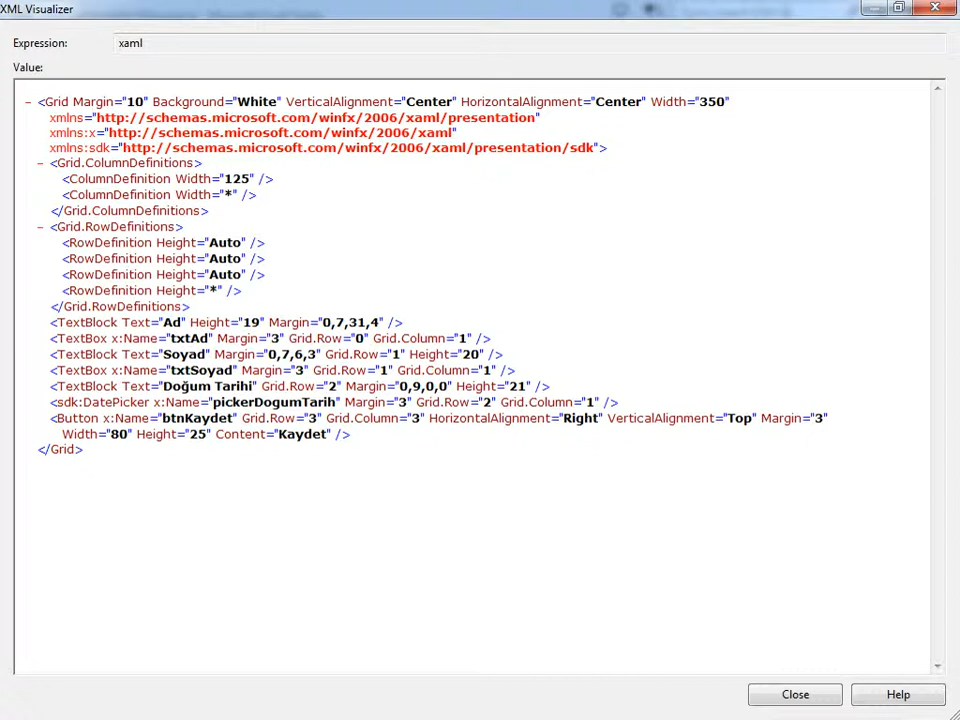 XML Visualizer
Expression: xaml
Value:
− <Grid Margin="10" Background="White" VerticalAlignment="Center" HorizontalAlignment="Center" Width="350"
xmlns="http://schemas.microsoft.com/winfx/2006/xaml/presentation"
xmlns:x="http://schemas.microsoft.com/winfx/2006/xaml"
xmlns:sdk="http://schemas.microsoft.com/winfx/2006/xaml/presentation/sdk">
− <Grid.ColumnDefinitions>
<ColumnDefinition Width="125" />
<ColumnDefinition Width="*" />
</Grid.ColumnDefinitions>
− <Grid.RowDefinitions>
<RowDefinition Height="Auto" />
<RowDefinition Height="Auto" />
<RowDefinition Height="Auto" />
<RowDefinition Height="*" />
</Grid.RowDefinitions>
<TextBlock Text="Ad" Height="19" Margin="0,7,31,4" />
<TextBox x:Name="txtAd" Margin="3" Grid.Row="0" Grid.Column="1" />
<TextBlock Text="Soyad" Margin="0,7,6,3" Grid.Row="1" Height="20" />
<TextBox x:Name="txtSoyad" Margin="3" Grid.Row="1" Grid.Column="1" />
<TextBlock Text="Doğum Tarihi" Grid.Row="2" Margin="0,9,0,0" Height="21" />
<sdk:DatePicker x:Name="pickerDogumTarih" Margin="3" Grid.Row="2" Grid.Column="1" />
<Button x:Name="btnKaydet" Grid.Row="3" Grid.Column="3" HorizontalAlignment="Right" VerticalAlignment="Top" Margin="3"
Width="80" Height="25" Content="Kaydet" />
</Grid>
Close Help